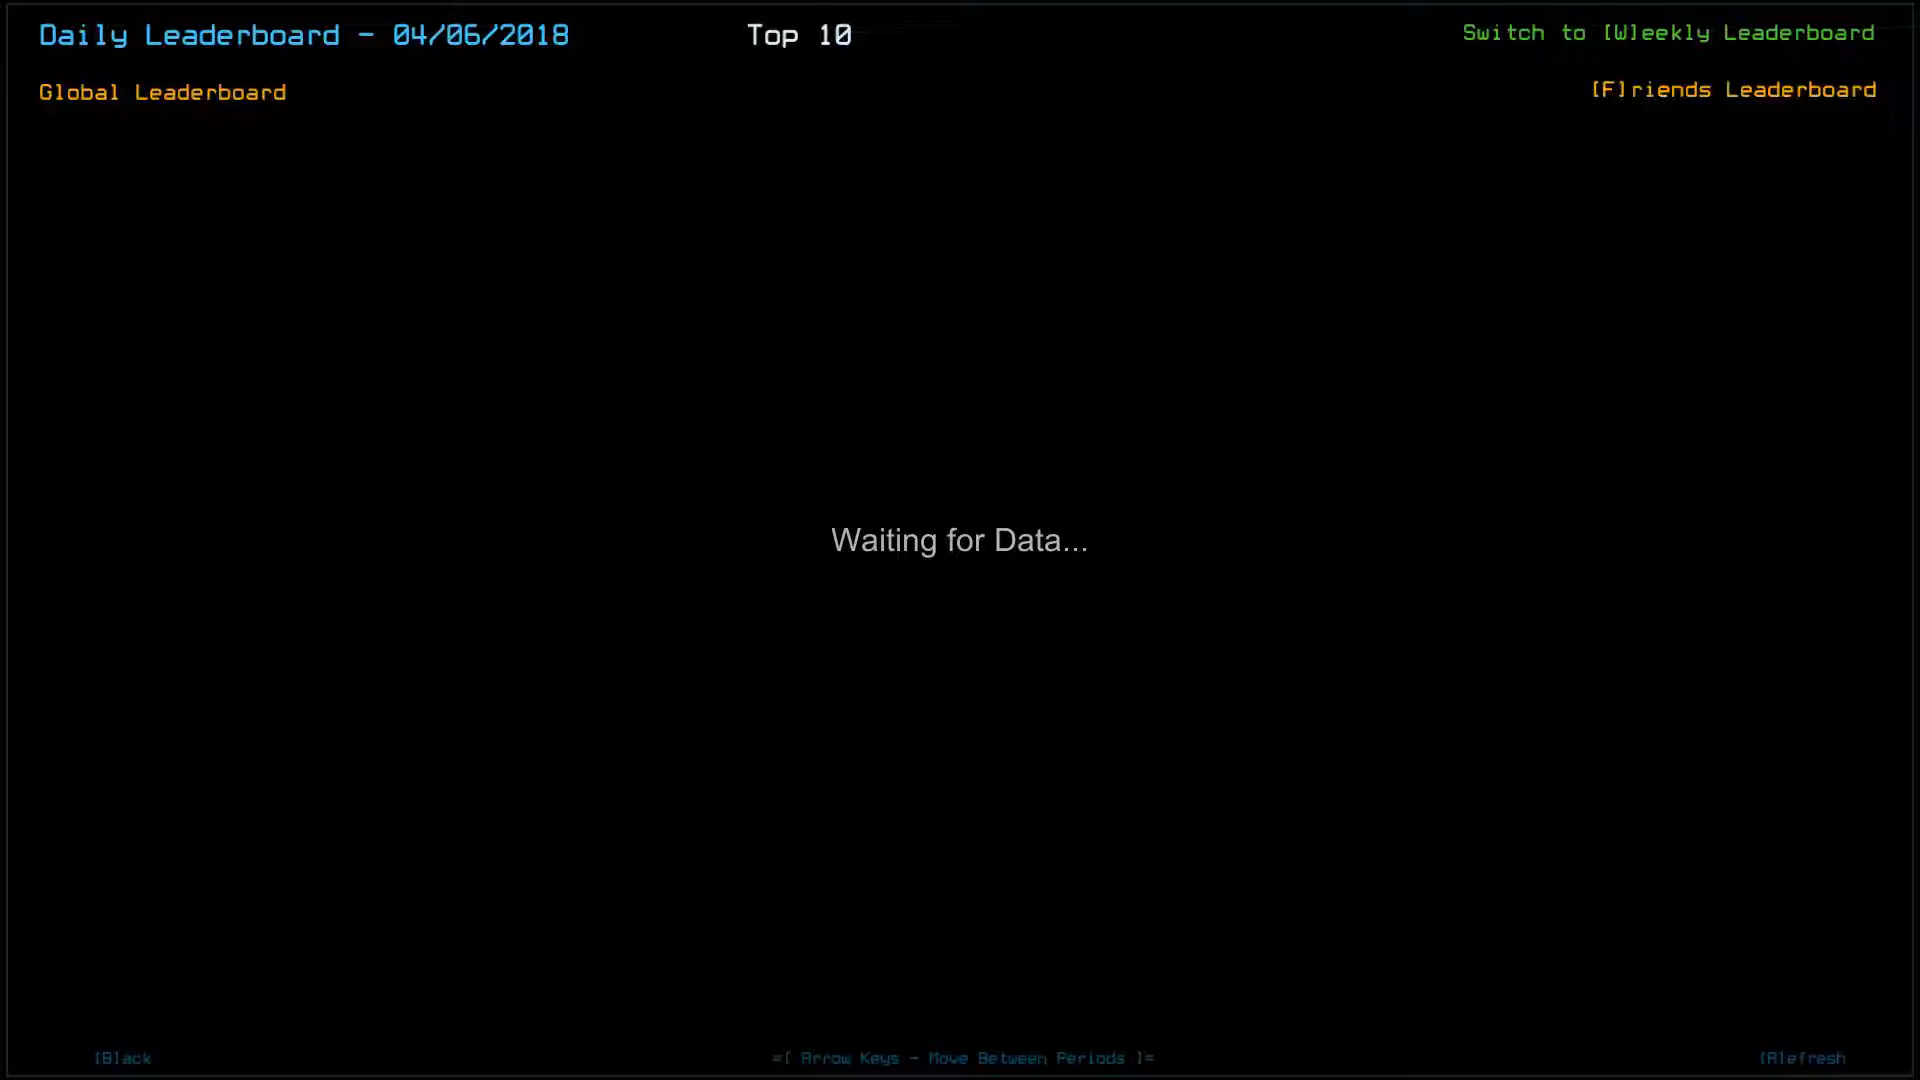 Daily Leaderboard - 04/06/2018
Top 10
Switch to [W]eekly Leaderboard
Global Leaderboard
[F]riends Leaderboard
Waiting for Data...
[B]ack
=[ Arrow Keys - Move Between Periods ]=
[R]efresh